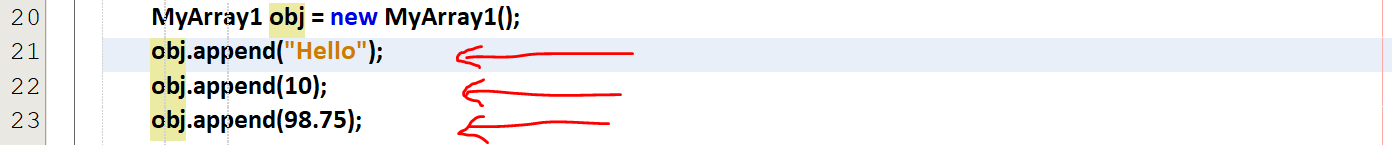 20 MyArray1 obj = new MyArray1();
21 obj.append("Hello");
22 obj.append(10);
23 obj.append(98.75);